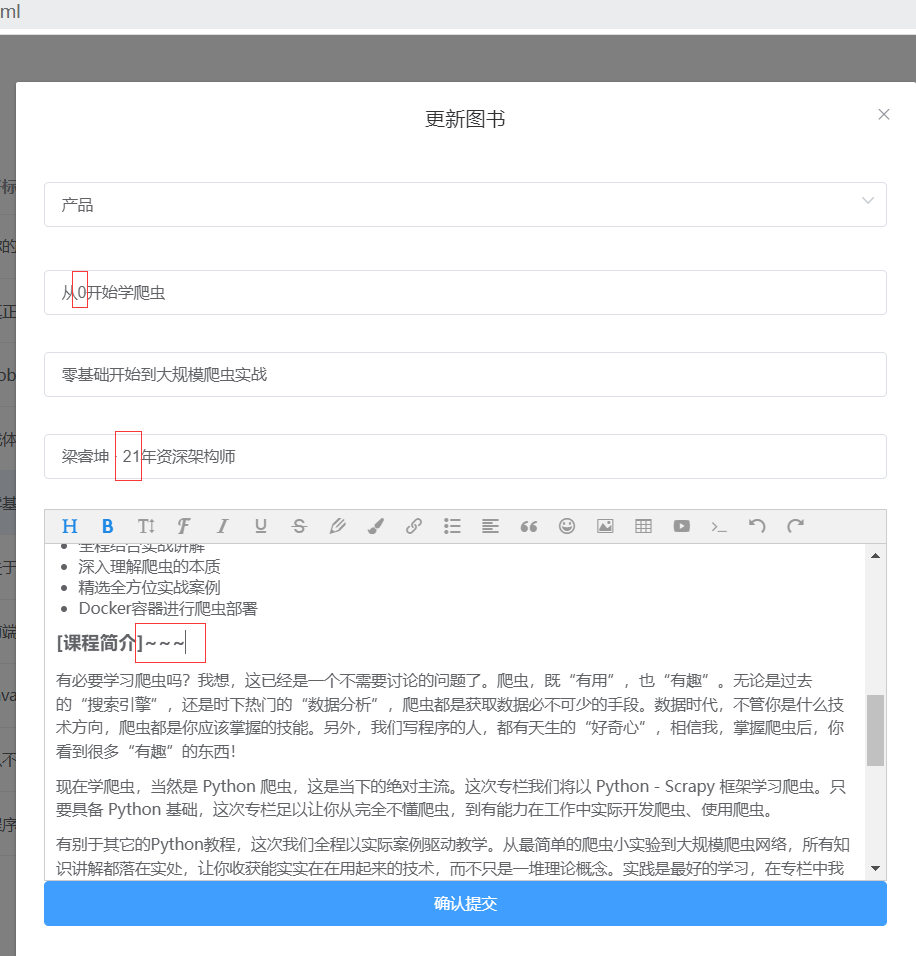 ml
更新图书
产品
从0开始学爬虫
零基础开始到大规模爬虫实战
梁睿坤 · 21年资深架构师
全程结合实战讲解
深入理解爬虫的本质
精选全方位实战案例
Docker容器进行爬虫部署
[课程简介]~~~
有必要学习爬虫吗？我想，这已经是一个不需要讨论的问题了。爬虫，既“有用”，也“有趣”。无论是过去
的“搜索引擎”，还是时下热门的“数据分析”，爬虫都是获取数据必不可少的手段。数据时代，不管你是什么技
术方向，爬虫都是你应该掌握的技能。另外，我们写程序的人，都有天生的“好奇心”，相信我，掌握爬虫后，你
看到很多“有趣”的东西！
现在学爬虫，当然是 Python 爬虫，这是当下的绝对主流。这次专栏我们将以 Python - Scrapy 框架学习爬虫。只
要具备 Python 基础，这次专栏足以让你从完全不懂爬虫，到有能力在工作中实际开发爬虫、使用爬虫。
有别于其它的Python教程，这次我们全程以实际案例驱动教学。从最简单的爬虫小实验到大规模爬虫网络，所有知
识讲解都落在实处，让你收获能实实在在用起来的技术，而不只是一堆理论概念。实践是最好的学习，在专栏中我
确认提交